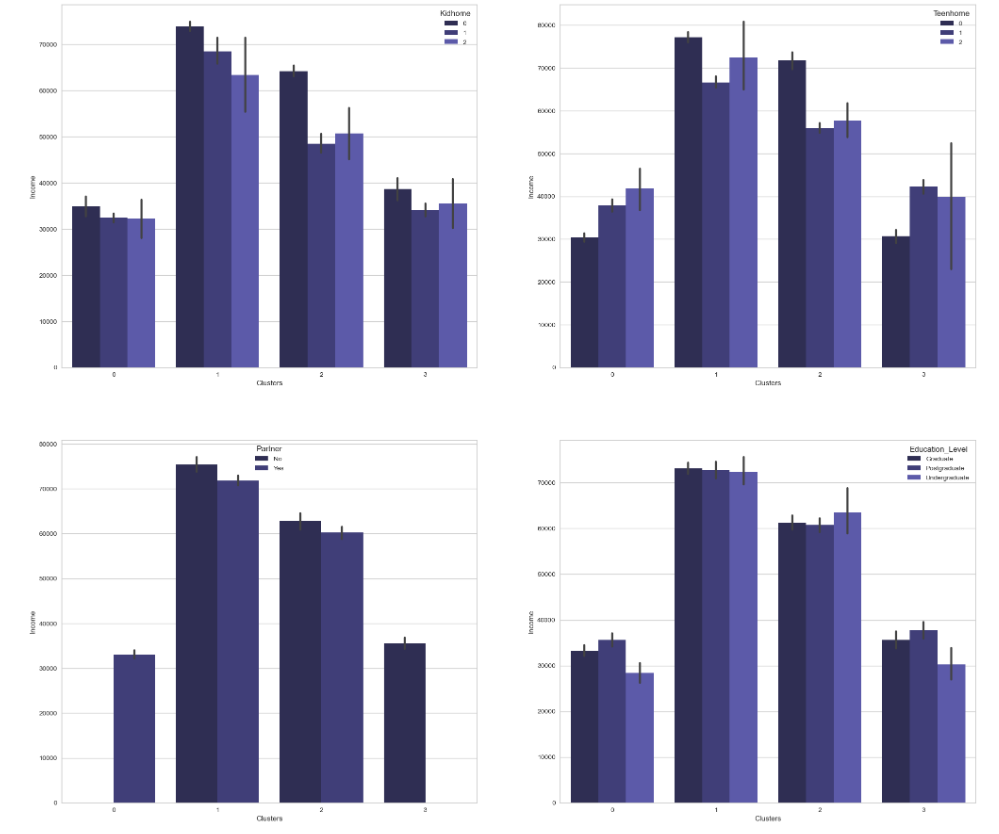 Kidhome
0
1
2
70000
60000
50000
40000
30000
20000
10000
0
Income
0 1 2 3
Clusters
Teenhome
0
1
2
80000
70000
60000
50000
40000
30000
20000
10000
0
Income
0 1 2 3
Clusters
Partner
No
Yes
80000
70000
60000
50000
40000
30000
20000
10000
0
Income
0 1 2 3
Clusters
Education_Level
Graduate
Postgraduate
Undergraduate
70000
60000
50000
40000
30000
20000
10000
0
Income
0 1 2 3
Clusters